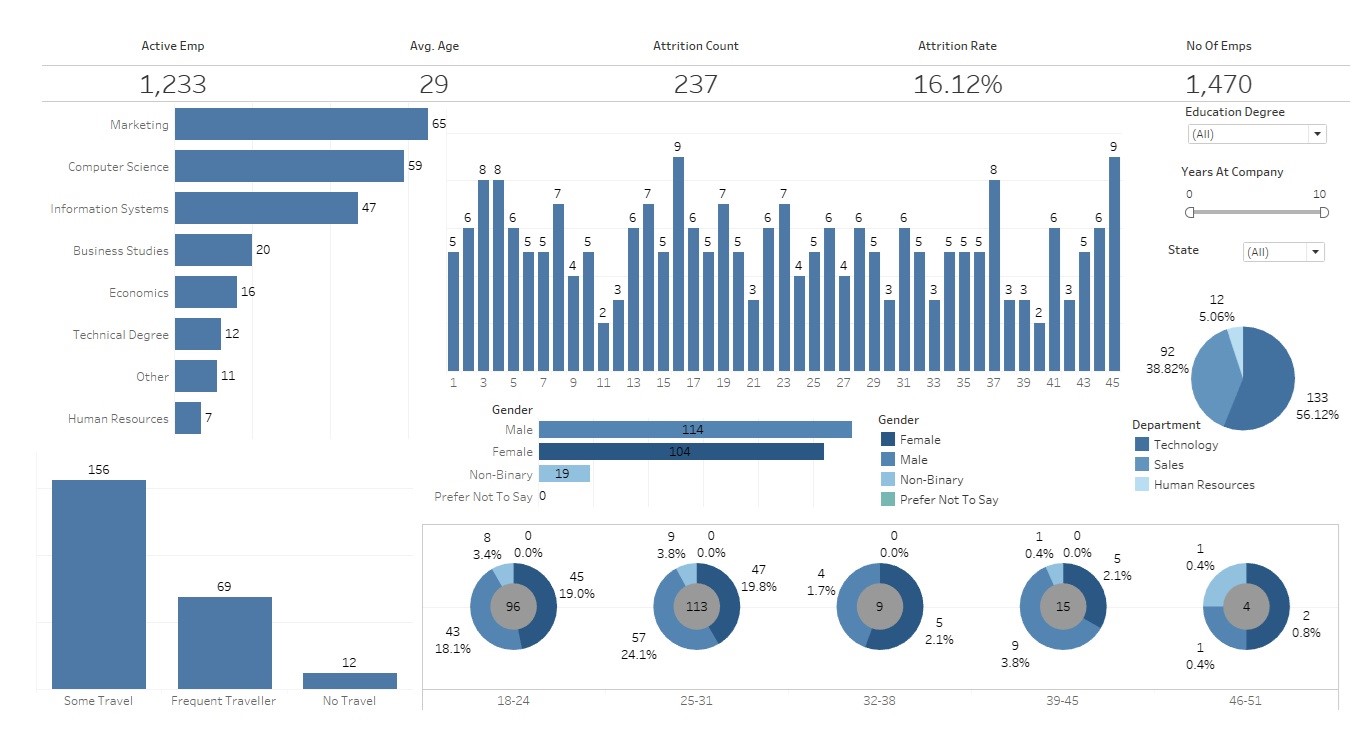 Active Emp
Avg. Age
Attrition Count
Attrition Rate
No Of Emps
1,233
29
237
16.12%
1,470
Marketing
65
Computer Science
59
Information Systems
47
Business Studies
20
Economics
16
Technical Degree
12
Other
11
Human Resources
7
5 6 8 8 6 5 5 7 4 5 2 3 6 7 5 9 6 5 7 5 3 6 7 4 5 6 4 6 5 3 6 5 3 5 5 5 8 3 3 2 6 3 5 6 9
1 3 5 7 9 11 13 15 17 19 21 23 25 27 29 31 33 35 37 39 41 43 45
Education Degree
(All)
Years At Company
0 10
State
(All)
12
5.06%
92
38.82%
133
56.12%
Department
Technology
Sales
Human Resources
Gender
Male
114
Female
104
Non-Binary
19
Prefer Not To Say
0
Gender
Female
Male
Non-Binary
Prefer Not To Say
156
69
12
Some Travel
Frequent Traveller
No Travel
8
3.4%
0
0.0%
45
19.0%
96
43
18.1%
18-24
9
3.8%
0
0.0%
47
19.8%
113
57
24.1%
25-31
0
0.0%
4
1.7%
9
5
2.1%
32-38
1
0.4%
0
0.0%
5
2.1%
15
9
3.8%
39-45
1
0.4%
4
2
0.8%
1
0.4%
46-51